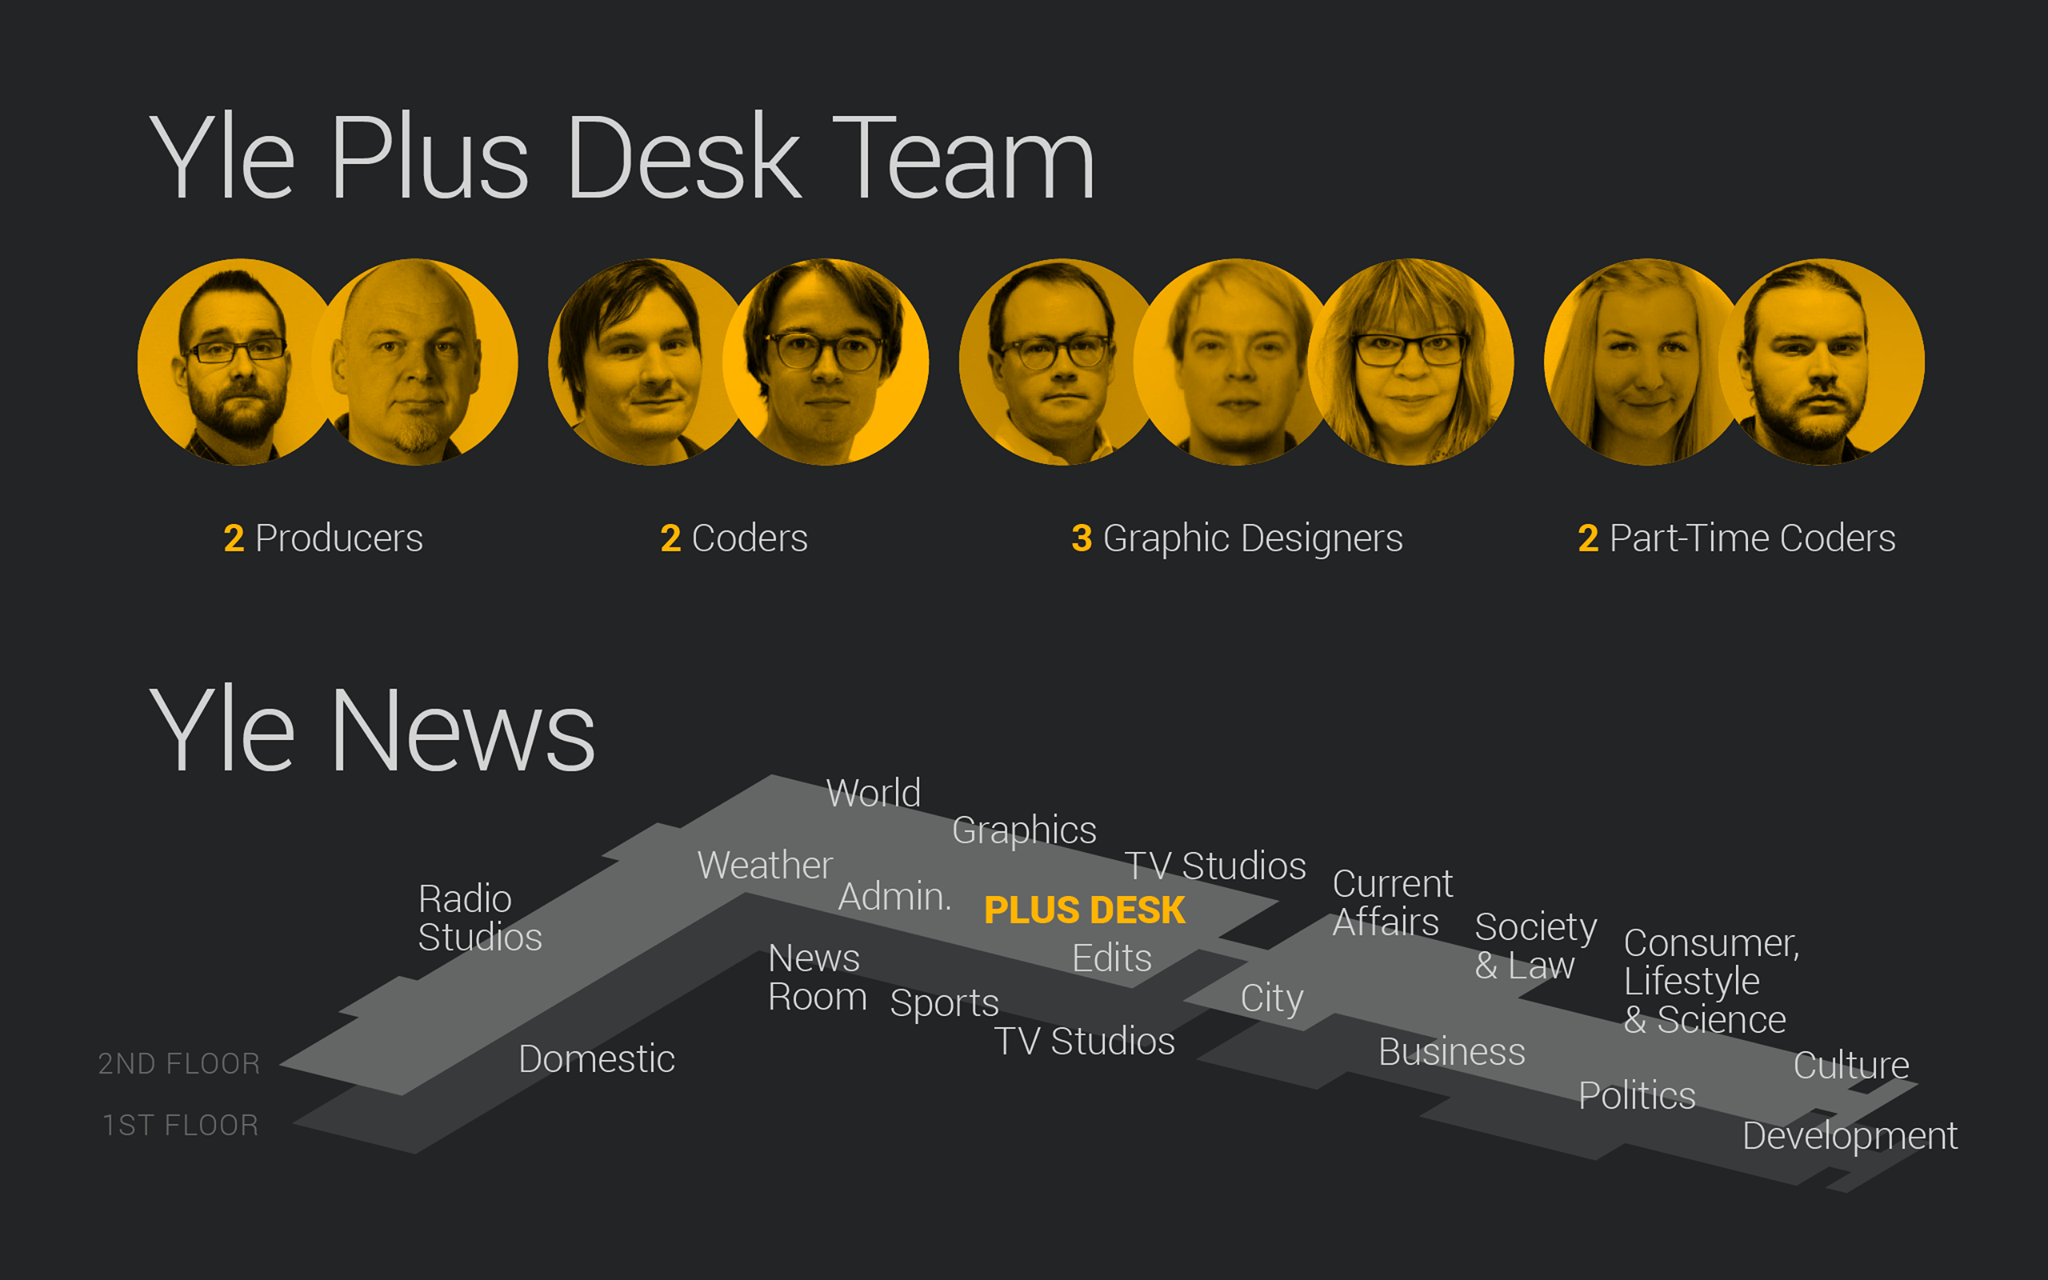 Yle Plus Desk Team
2 Producers
2 Coders
3 Graphic Designers
2 Part-Time Coders
Yle News
World
Graphics
Weather
TV Studios
Admin.
PLUS DESK
Current
Affairs
Radio
Studios
Society
& Law
Consumer,
Lifestyle
& Science
News
Room
Edits
Sports
City
TV Studios
Domestic
Business
2ND FLOOR
Culture
Politics
1ST FLOOR
Development